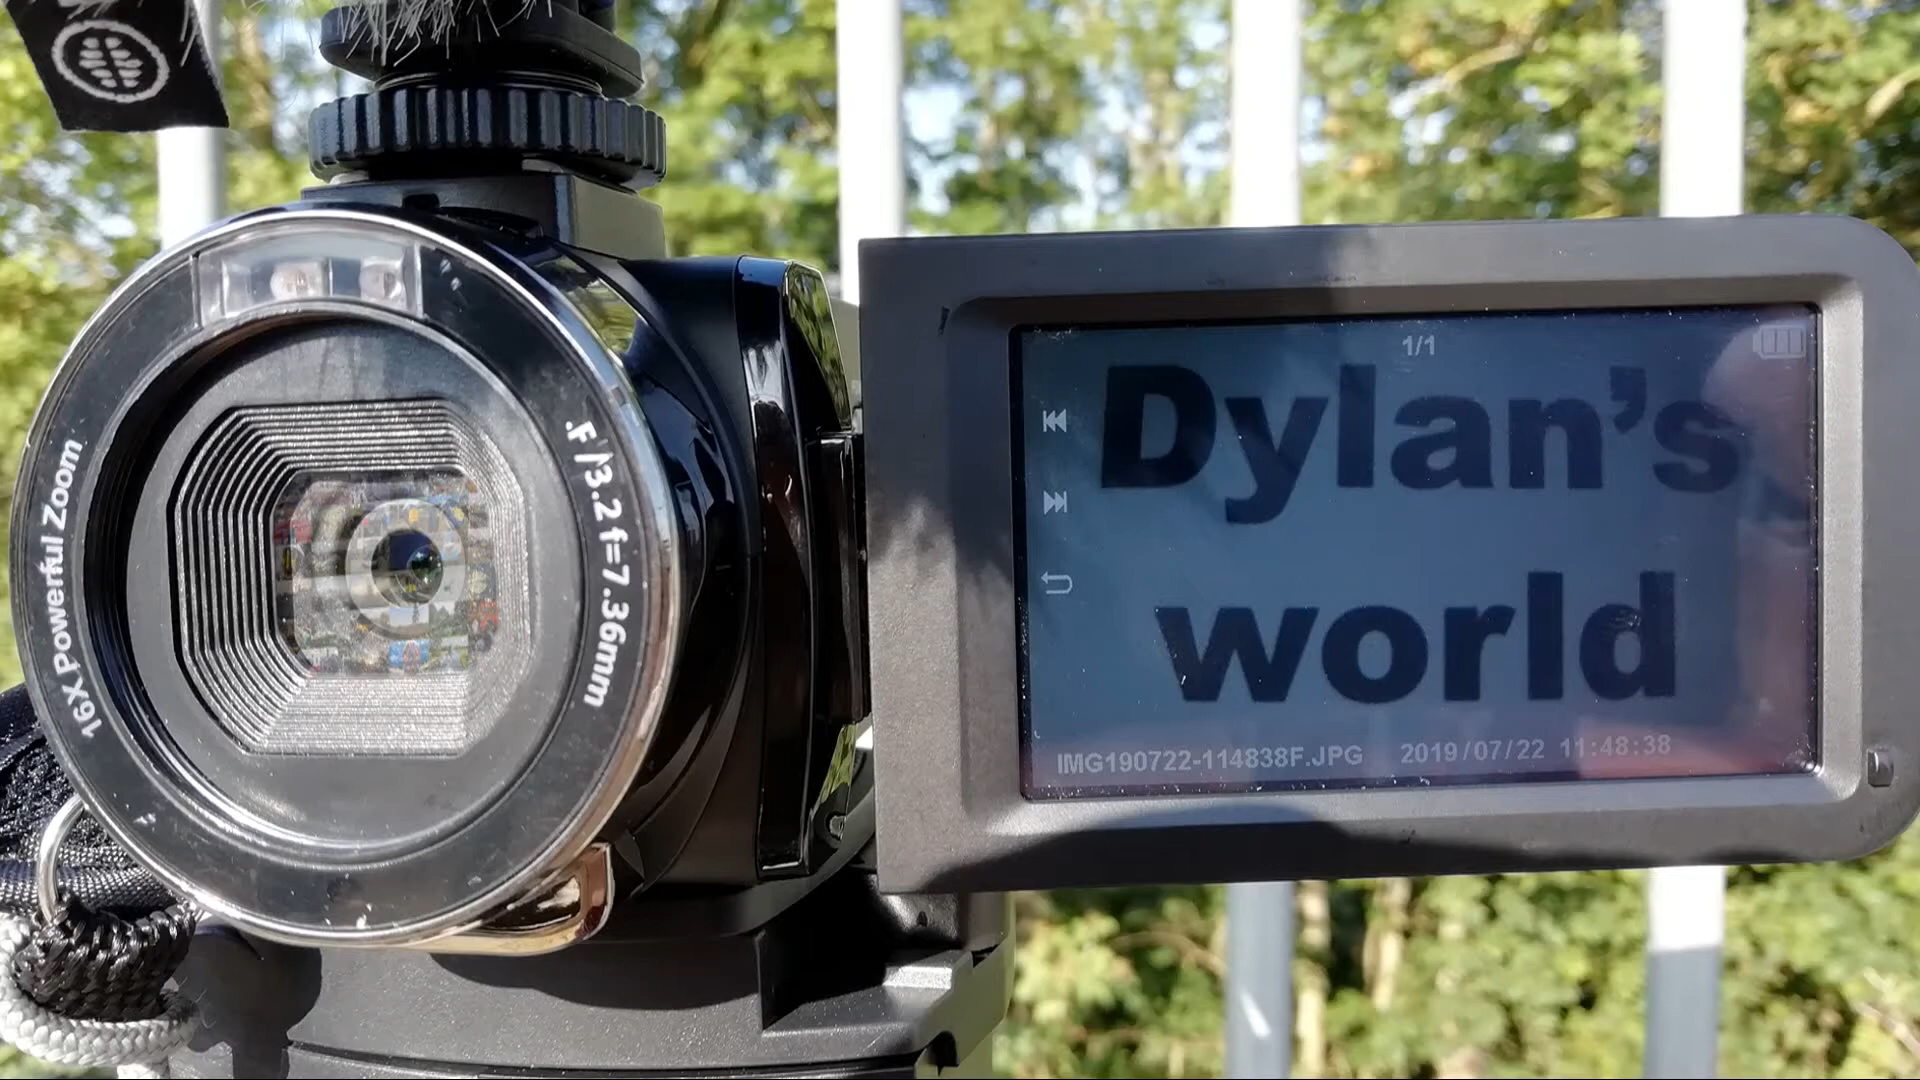 16X Powerful Zoom
F/3.2 f=7.36mm
1/1
Dylan's
world
IMG190722-114838F.JPG 2019/07/22 11:48:38